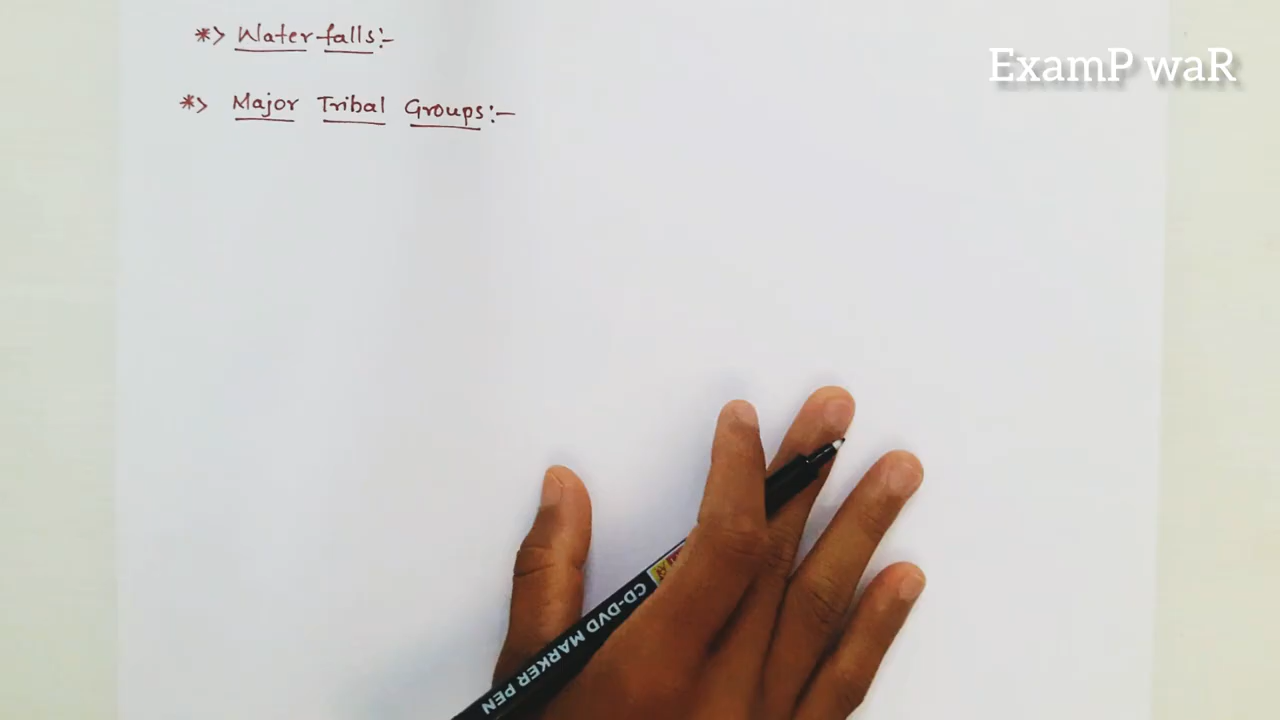 *> Water falls:-
ExamP waR
*> Major Tribal Groups:-
CD-DVD MARKER PEN